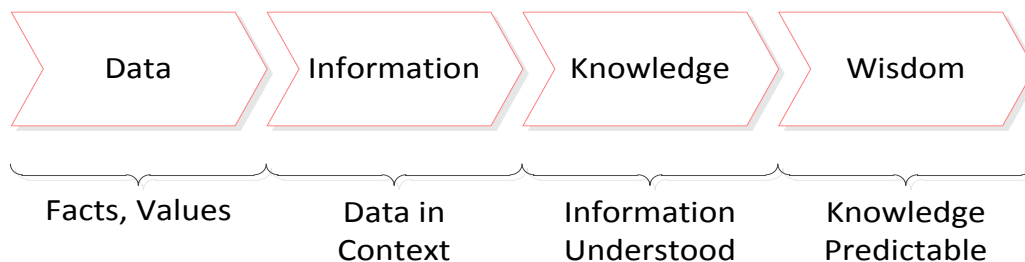 Data
Information
Knowledge
Wisdom
Facts, Values
Data in
Context
Information
Understood
Knowledge
Predictable